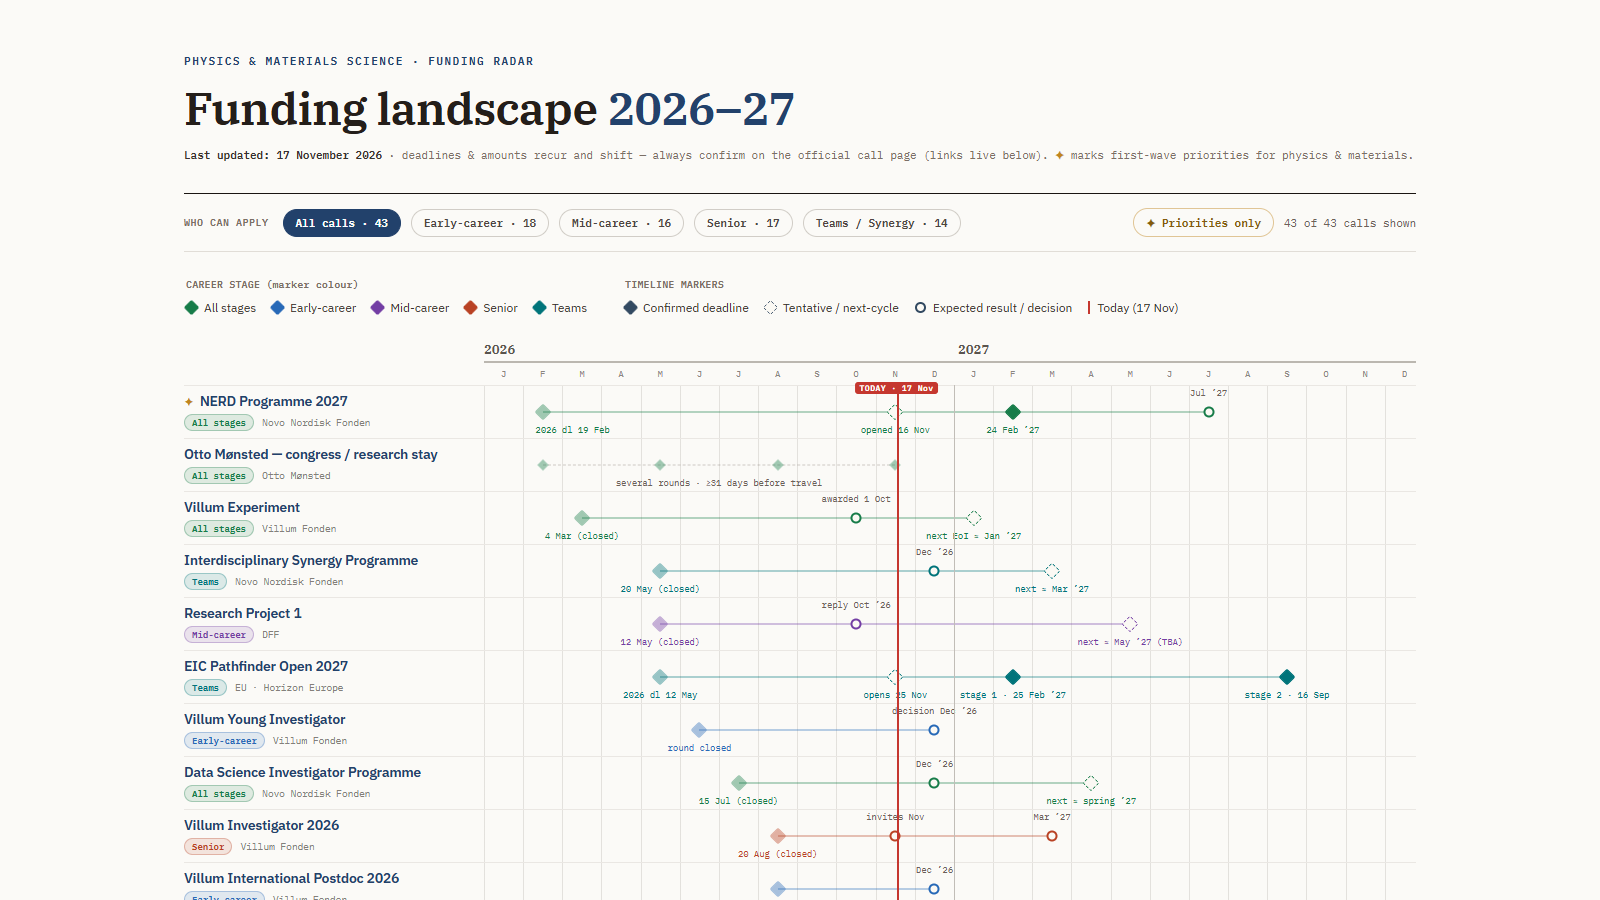 PHYSICS & MATERIALS SCIENCE · FUNDING RADAR
Funding landscape 2026–27
Last updated: 17 November 2026 · deadlines & amounts recur and shift — always confirm on the official call page (links live below). ✦ marks first-wave priorities for physics & materials.
WHO CAN APPLY
All calls · 43
Early-career · 18
Mid-career · 16
Senior · 17
Teams / Synergy · 14
✦ Priorities only
43 of 43 calls shown
CAREER STAGE (marker colour)
All stages
Early-career
Mid-career
Senior
Teams
TIMELINE MARKERS
Confirmed deadline
Tentative / next-cycle
Expected result / decision
Today (17 Nov)
2026
2027
J F M A M J J A S O N D J F M A M J J A S O N D
TODAY · 17 Nov
✦ NERD Programme 2027
All stages
Novo Nordisk Fonden
2026 dl 19 Feb
opened 16 Nov
24 Feb ’27
Jul ’27
Otto Mønsted — congress / research stay
All stages
Otto Mønsted
several rounds · ≥31 days before travel
Villum Experiment
All stages
Villum Fonden
4 Mar (closed)
awarded 1 Oct
next EoI ≈ Jan ’27
Interdisciplinary Synergy Programme
Teams
Novo Nordisk Fonden
20 May (closed)
Dec ’26
next ≈ Mar ’27
Research Project 1
Mid-career
DFF
12 May (closed)
reply Oct ’26
next ≈ May ’27 (TBA)
EIC Pathfinder Open 2027
Teams
EU · Horizon Europe
2026 dl 12 May
opens 25 Nov
stage 1 · 25 Feb ’27
stage 2 · 16 Sep
Villum Young Investigator
Early-career
Villum Fonden
round closed
decision Dec ’26
Data Science Investigator Programme
All stages
Novo Nordisk Fonden
15 Jul (closed)
Dec ’26
next ≈ spring ’27
Villum Investigator 2026
Senior
Villum Fonden
20 Aug (closed)
invites Nov
Mar ’27
Villum International Postdoc 2026
Early-career
Villum Fonden
Dec ’26